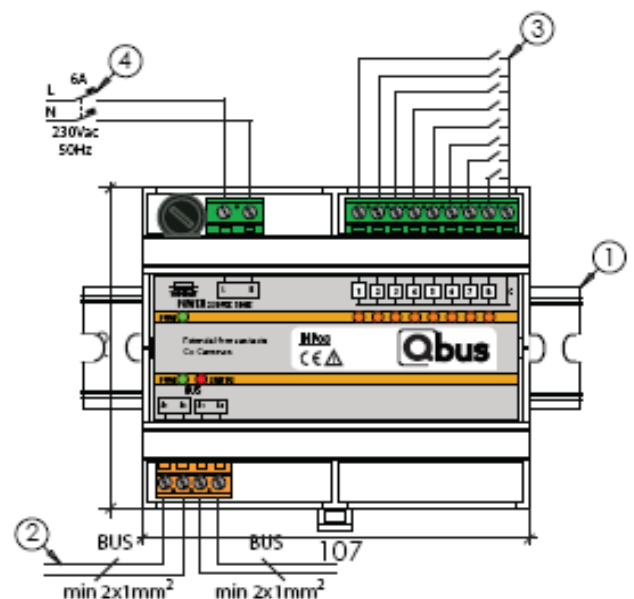 3
4
6A
L
N
230Vac
50Hz
1
L N
1 2 3 4 5 6 7 8 C
POWER
Potential free contacts
C= Common
CE
Qbus
BUS
2
BUS
BUS
107
min 2x1mm²
min 2x1mm²